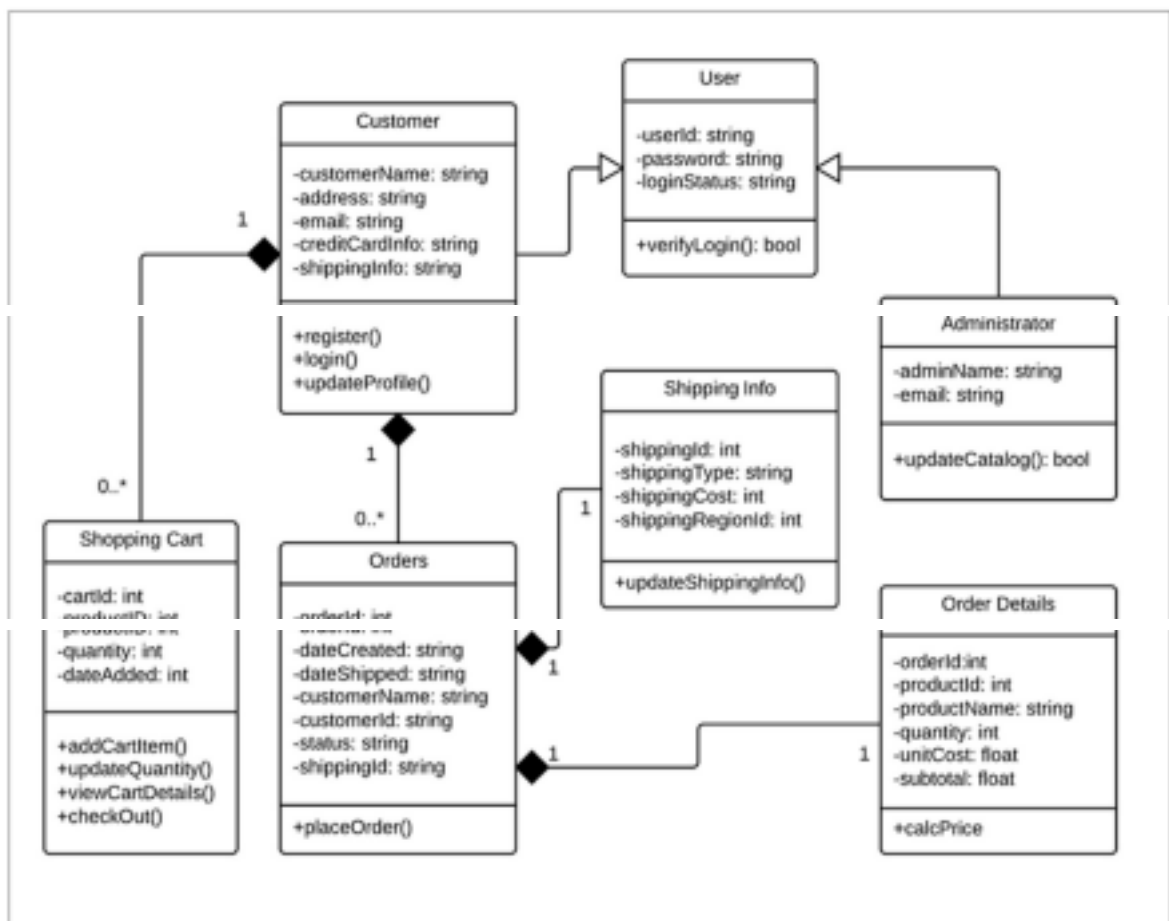 User
-userId: string
-password: string
-loginStatus: string
+verifyLogin(): bool
Customer
-customerName: string
-address: string
-email: string
-creditCardInfo: string
-shippingInfo: string
+register()
+login()
+updateProfile()
1
0..*
1
0..*
Administrator
-adminName: string
-email: string
+updateCatalog(): bool
Shipping Info
-shippingId: int
-shippingType: string
-shippingCost: int
-shippingRegionId: int
+updateShippingInfo()
1
1
Shopping Cart
-cartId: int
-productID: int
-quantity: int
-dateAdded: int
+addCartItem()
+updateQuantity()
+viewCartDetails()
+checkOut()
Orders
-orderId: int
-dateCreated: string
-dateShipped: string
-customerName: string
-customerId: string
-status: string
-shippingId: string
+placeOrder()
1
1
Order Details
-orderId:int
-productId: int
-productName: string
-quantity: int
-unitCost: float
-subtotal: float
+calcPrice